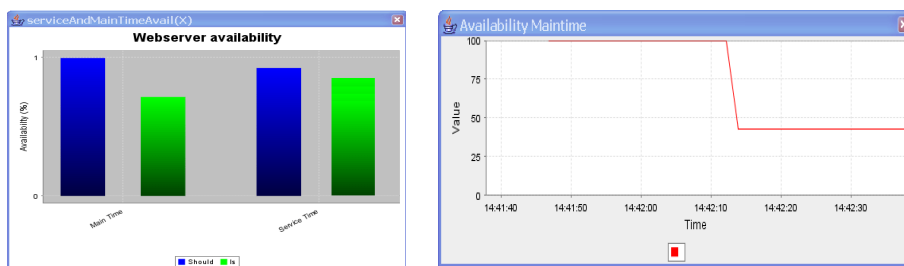 serviceAndMainTimeAvail(X)
Webserver availability
Availability (%)
1
0
Main Time
Service Time
Should Is
Availability Maintime
Value
100
75
50
25
0
14:41:40 14:41:50 14:42:00 14:42:10 14:42:20 14:42:30
Time